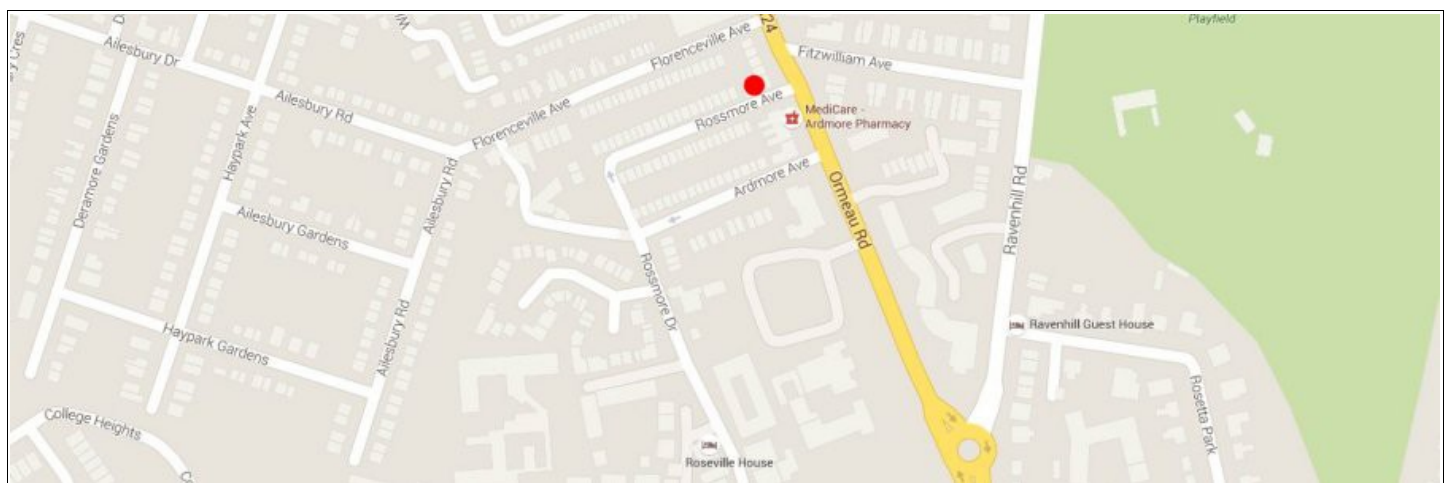 Playfield
Ailesbury Dr
Florenceville Ave
24
Fitzwilliam Ave
Ailesbury Rd
Florenceville Ave
Rossmore Ave
MediCare -
Ardmore Pharmacy
Haypark Ave
Deramore Gardens
Ailesbury Rd
Ardmore Ave
Ormeau Rd
Ravenhill Rd
Ailesbury Gardens
Rossmore Dr
Haypark Gardens
Ailesbury Rd
Ravenhill Guest House
Rosetta Park
College Heights
Roseville House